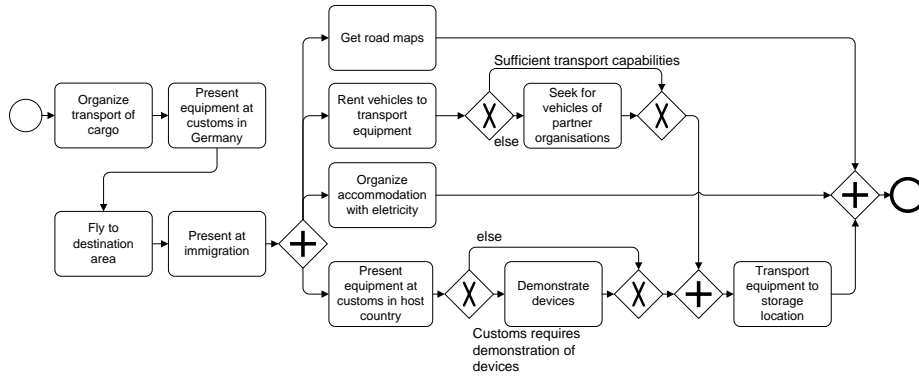 Get road maps
Sufficient transport capabilities
Organize
transport of
cargo
Present
equipment at
customs in
Germany
Rent vehicles to
transport
equipment
else
Seek for
vehicles of
partner
organisations
Organize
accommodation
with eletricity
Fly to
destination
area
Present at
immigration
else
Present
equipment at
customs in host
country
Demonstrate
devices
Transport
equipment to
storage
location
Customs requires
demonstration of
devices